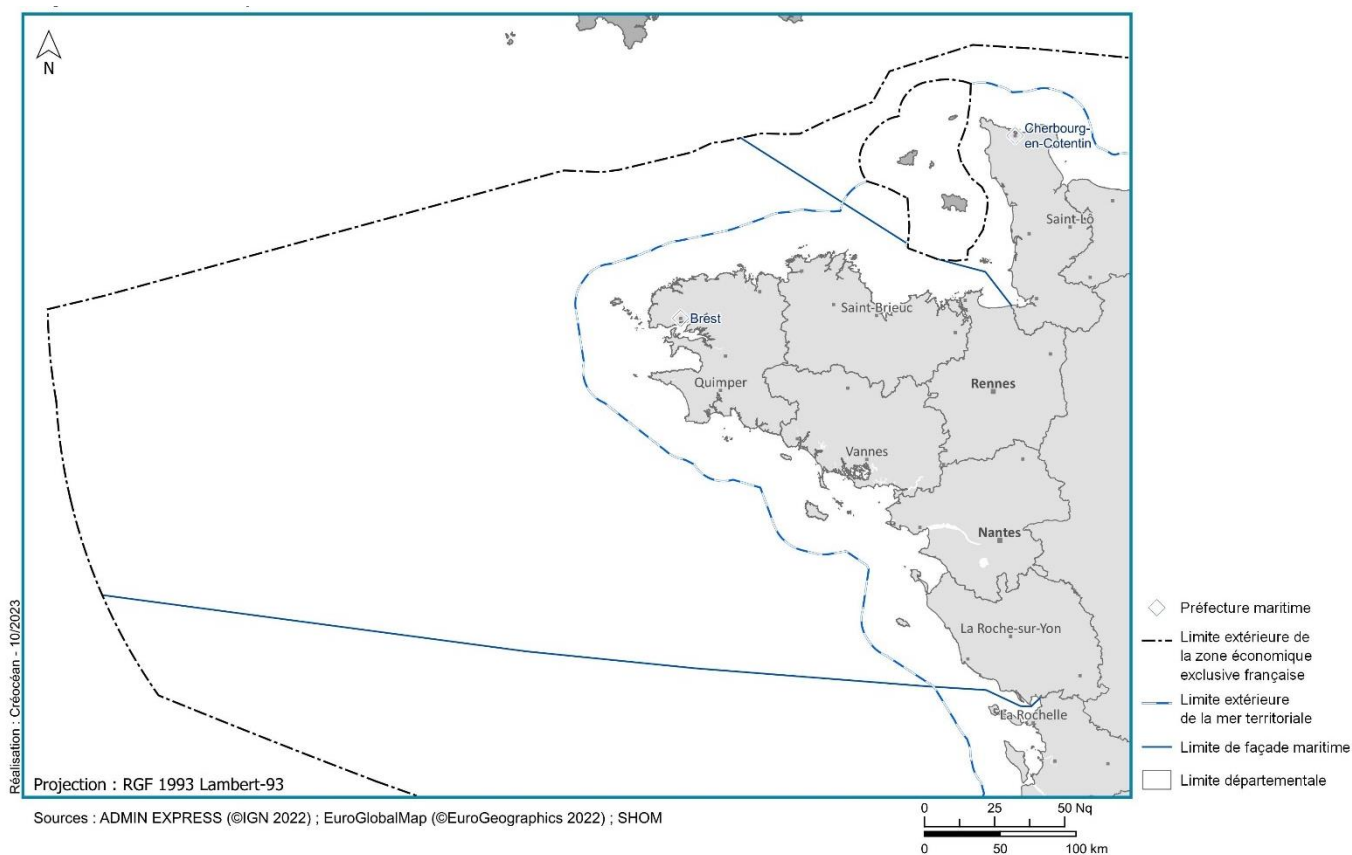 N
Cherbourg-
en-Cotentin
Saint-Lô
Saint-Brieuc
Brest
Quimper
Rennes
Vannes
Nantes
La Roche-sur-Yon
La Rochelle
Réalisation : Créocéan - 10/2023
Projection : RGF 1993 Lambert-93
Sources : ADMIN EXPRESS (©IGN 2022) ; EuroGlobalMap (©EuroGeographics 2022) ; SHOM
Préfecture maritime
Limite extérieure de
la zone économique
exclusive française
Limite extérieure
de la mer territoriale
Limite de façade maritime
Limite départementale
0 25 50 Nq
0 50 100 km